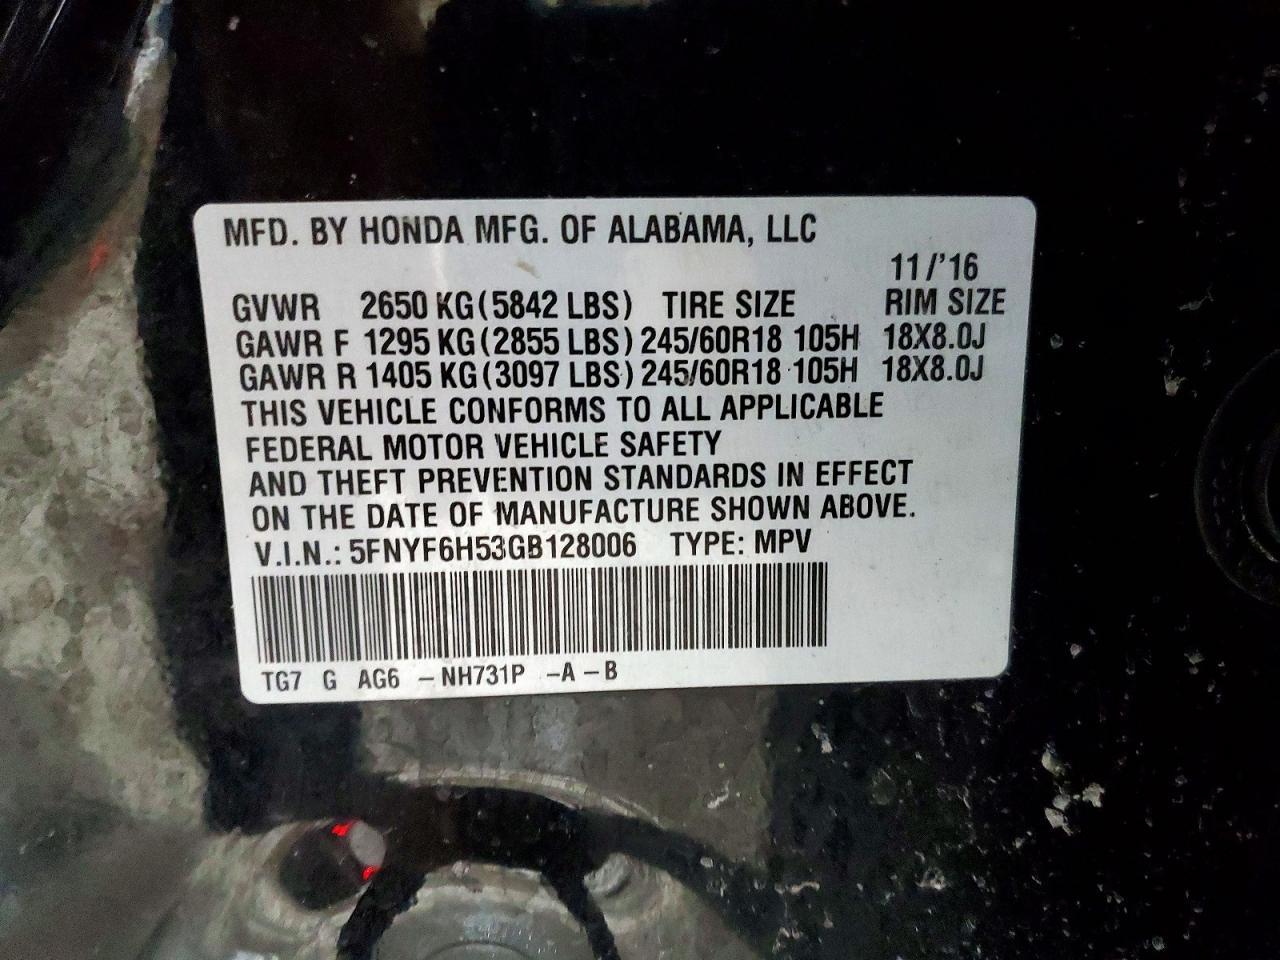 MFD. BY HONDA MFG. OF ALABAMA, LLC
11/'16
GVWR 2650 KG(5842 LBS) TIRE SIZE RIM SIZE
GAWR F 1295 KG(2855 LBS) 245/60R18 105H 18X8.0J
GAWR R 1405 KG(3097 LBS) 245/60R18 105H 18X8.0J
THIS VEHICLE CONFORMS TO ALL APPLICABLE
FEDERAL MOTOR VEHICLE SAFETY
AND THEFT PREVENTION STANDARDS IN EFFECT
ON THE DATE OF MANUFACTURE SHOWN ABOVE.
V.I.N.: 5FNYF6H53GB128006 TYPE: MPV
TG7 G AG6 -NH731P -A-B